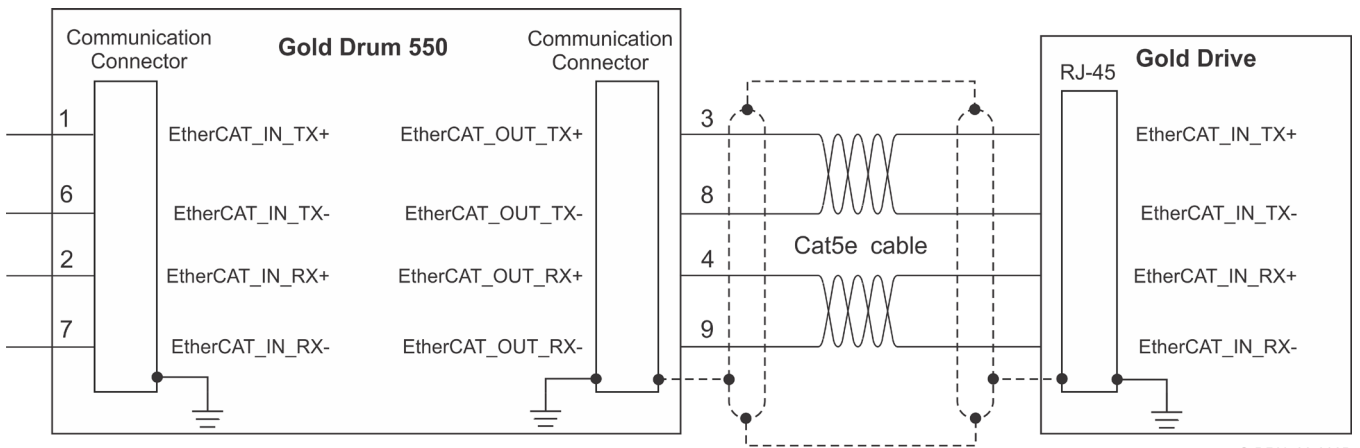 Communication
Connector
Gold Drum 550
Communication
Connector
1
EtherCAT_IN_TX+
EtherCAT_OUT_TX+
3
6
EtherCAT_IN_TX-
EtherCAT_OUT_TX-
8
2
EtherCAT_IN_RX+
EtherCAT_OUT_RX+
4
7
EtherCAT_IN_RX-
EtherCAT_OUT_RX-
9
Cat5e cable
Gold Drive
RJ-45
EtherCAT_IN_TX+
EtherCAT_IN_TX-
EtherCAT_IN_RX+
EtherCAT_IN_RX-